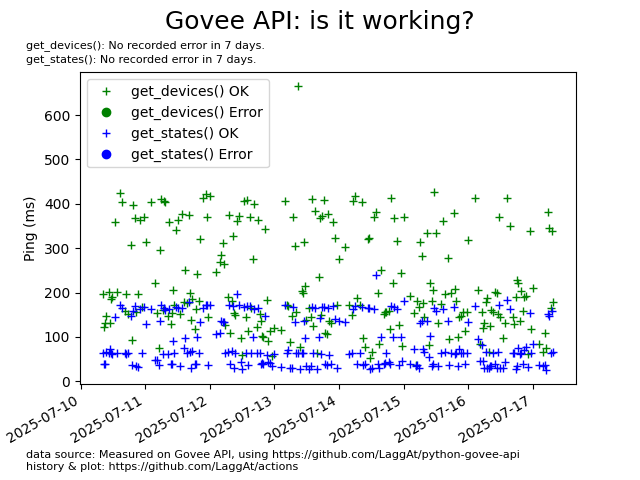 Govee API: is it working?
get_devices(): No recorded error in 7 days.
get_states(): No recorded error in 7 days.
get_devices() OK
get_devices() Error
get_states() OK
get_states() Error
Ping (ms)
600
500
400
300
200
100
0
2025-07-10
2025-07-11
2025-07-12
2025-07-13
2025-07-14
2025-07-15
2025-07-16
2025-07-17
data source: Measured on Govee API, using https://github.com/LaggAt/python-govee-api
history & plot: https://github.com/LaggAt/actions